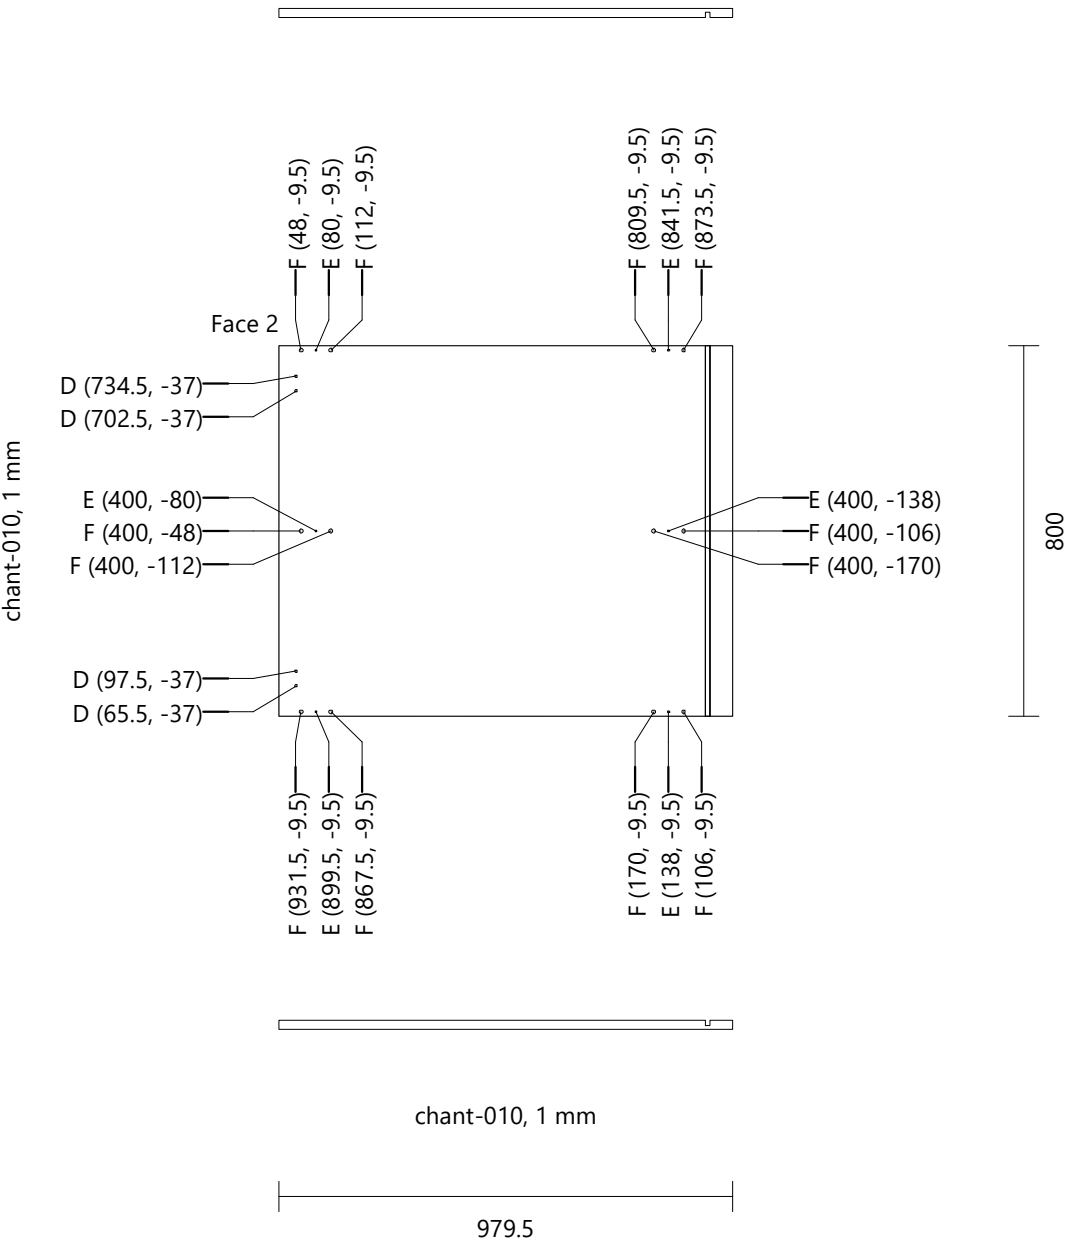 F (48, -9.5)
E (80, -9.5)
F (112, -9.5)
F (809.5, -9.5)
E (841.5, -9.5)
F (873.5, -9.5)
Face 2
D (734.5, -37)
D (702.5, -37)
E (400, -80)
F (400, -48)
F (400, -112)
E (400, -138)
F (400, -106)
F (400, -170)
D (97.5, -37)
D (65.5, -37)
chant-010, 1 mm
800
F (931.5, -9.5)
E (899.5, -9.5)
F (867.5, -9.5)
F (170, -9.5)
E (138, -9.5)
F (106, -9.5)
chant-010, 1 mm
979.5